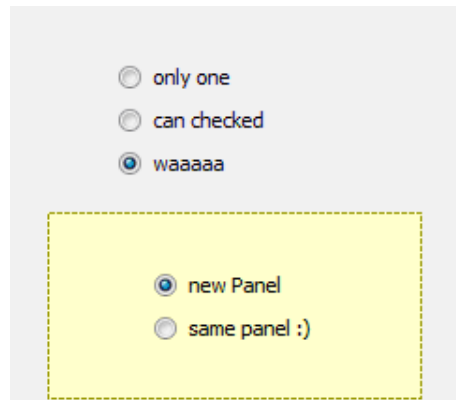 only one
can checked
waaaaa
new Panel
same panel :)